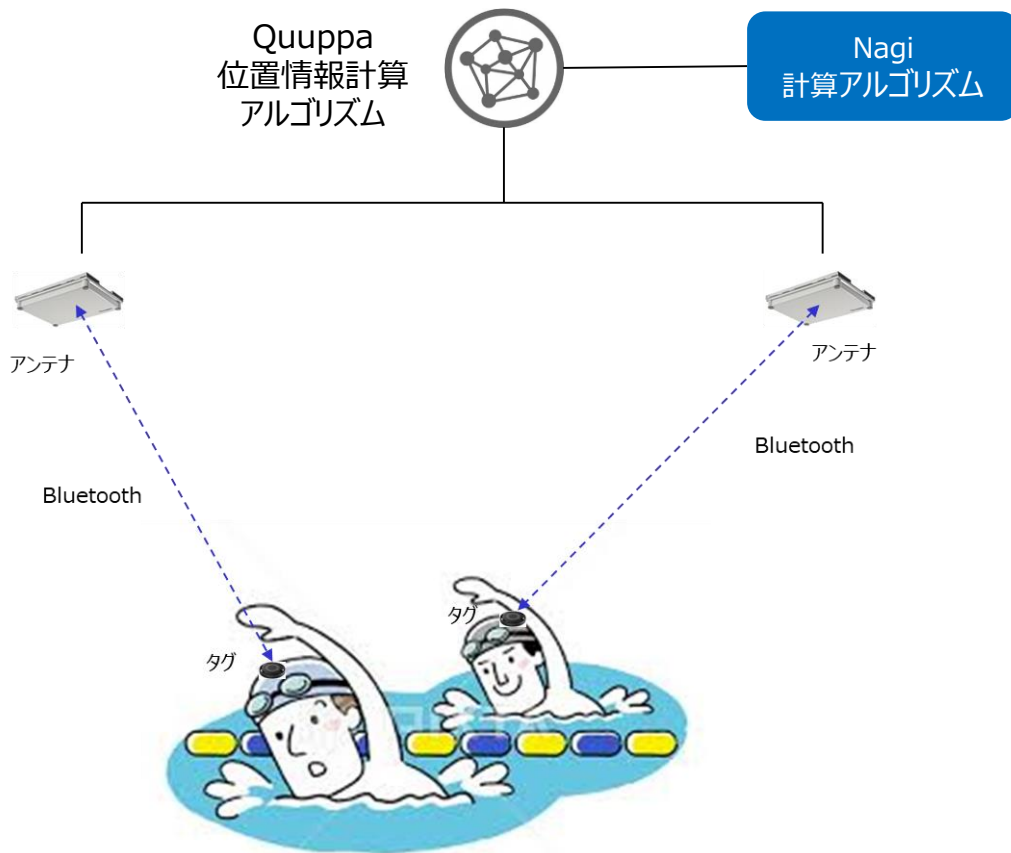 Quuppa
位置情報計算
アルゴリズム
Nagi
計算アルゴリズム
アンテナ
アンテナ
Bluetooth
Bluetooth
タグ
タグ